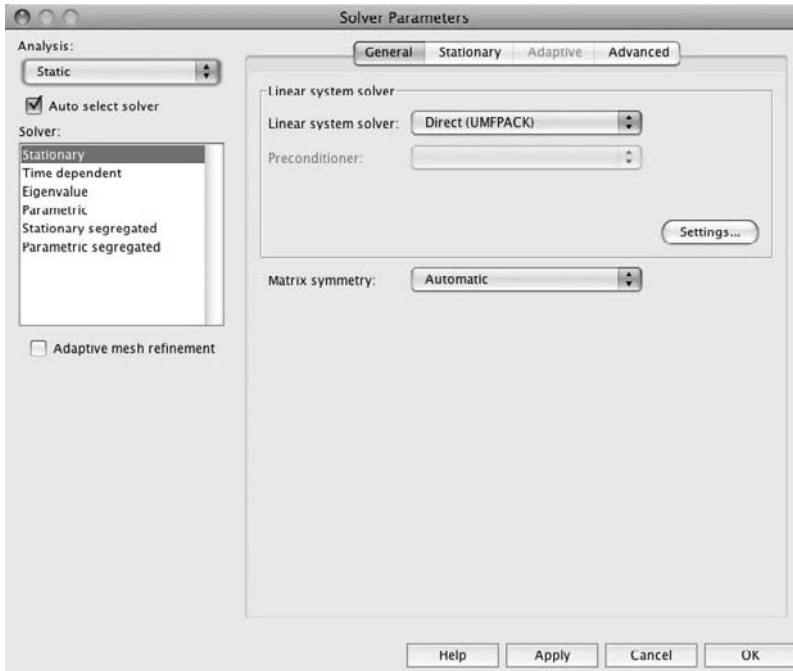 Solver Parameters
Analysis:
Static
Auto select solver
Solver:
Stationary
Time dependent
Eigenvalue
Parametric
Stationary segregated
Parametric segregated
Adaptive mesh refinement
General Stationary Adaptive Advanced
Linear system solver
Linear system solver: Direct (UMFPACK)
Preconditioner:
Settings...
Matrix symmetry: Automatic
Help Apply Cancel OK